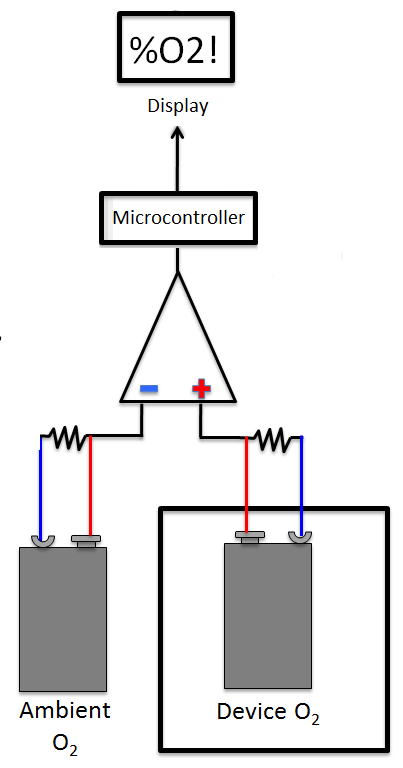 %O2!
Display
Microcontroller
- +
Ambient
O₂
Device O₂